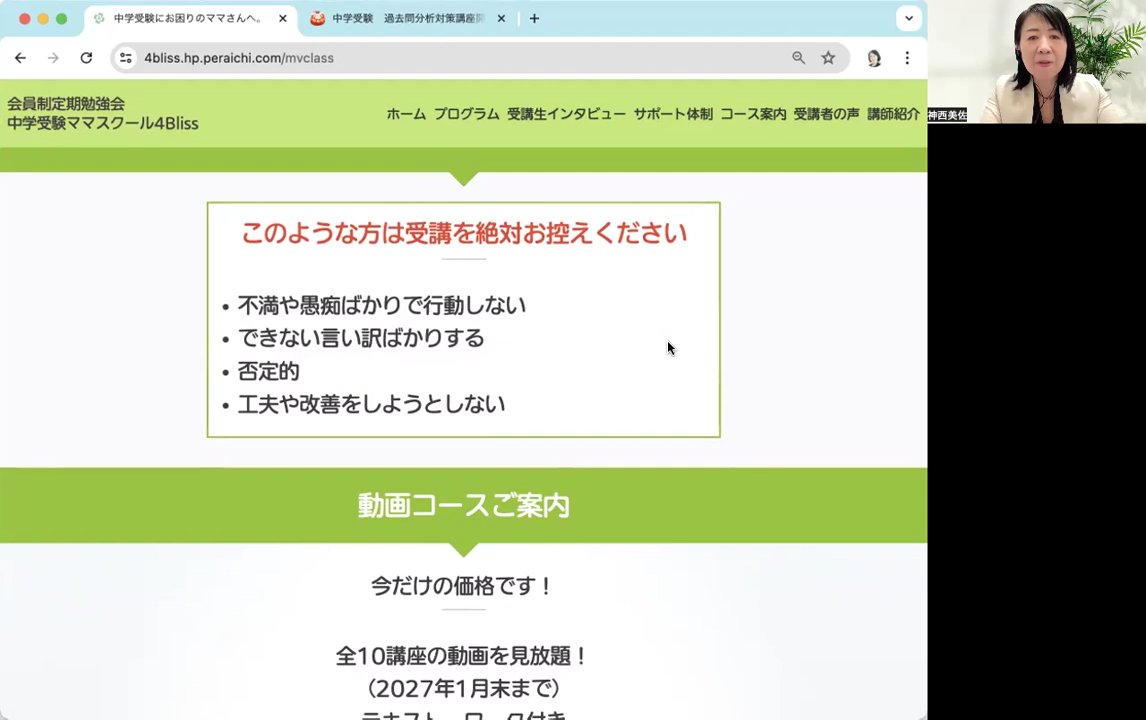 中学受験にお困りのママさんへ。
中学受験 過去問分析対策講座
4bliss.hp.peraichi.com/mvclass
会員制定期勉強会
中学受験ママスクール4Bliss
ホーム プログラム 受講生インタビュー サポート体制 コース案内 受講者の声 講師紹介
神西美佐
このような方は受講を絶対お控えください
• 不満や愚痴ばかりで行動しない
• できない言い訳ばかりする
• 否定的
• 工夫や改善をしようとしない
動画コースご案内
今だけの価格です！
全10講座の動画を見放題！
（2027年1月末まで）
テキスト、ワーク付き